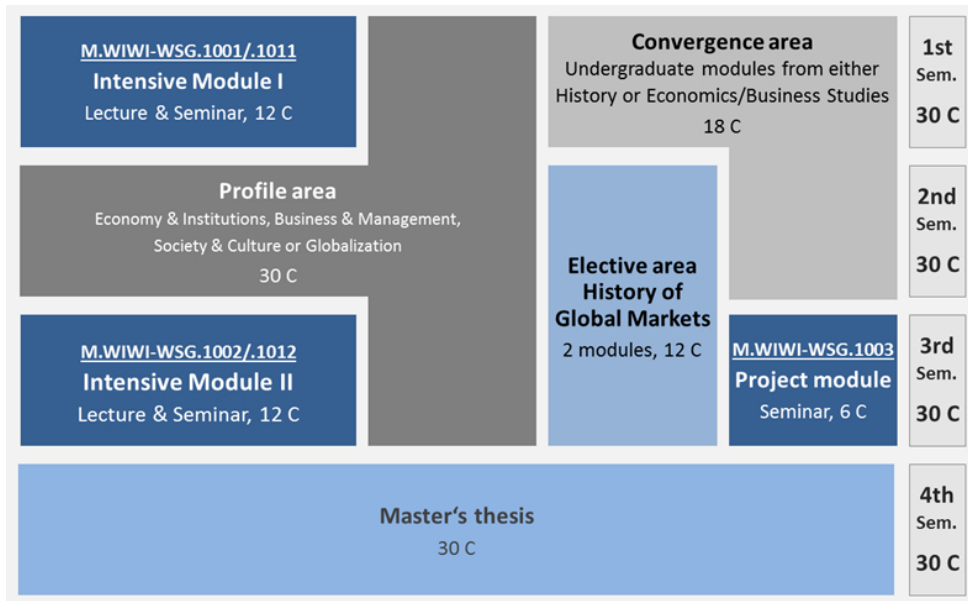 M.WIWI-WSG.1001/.1011
Intensive Module I
Lecture & Seminar, 12 C
Convergence area
Undergraduate modules from either
History or Economics/Business Studies
18 C
1st
Sem.
30 C
Profile area
Economy & Institutions, Business & Management,
Society & Culture or Globalization
30 C
Elective area
History of
Global Markets
2 modules, 12 C
2nd
Sem.
30 C
M.WIWI-WSG.1002/.1012
Intensive Module II
Lecture & Seminar, 12 C
M.WIWI-WSG.1003
Project module
Seminar, 6 C
3rd
Sem.
30 C
Master‘s thesis
30 C
4th
Sem.
30 C